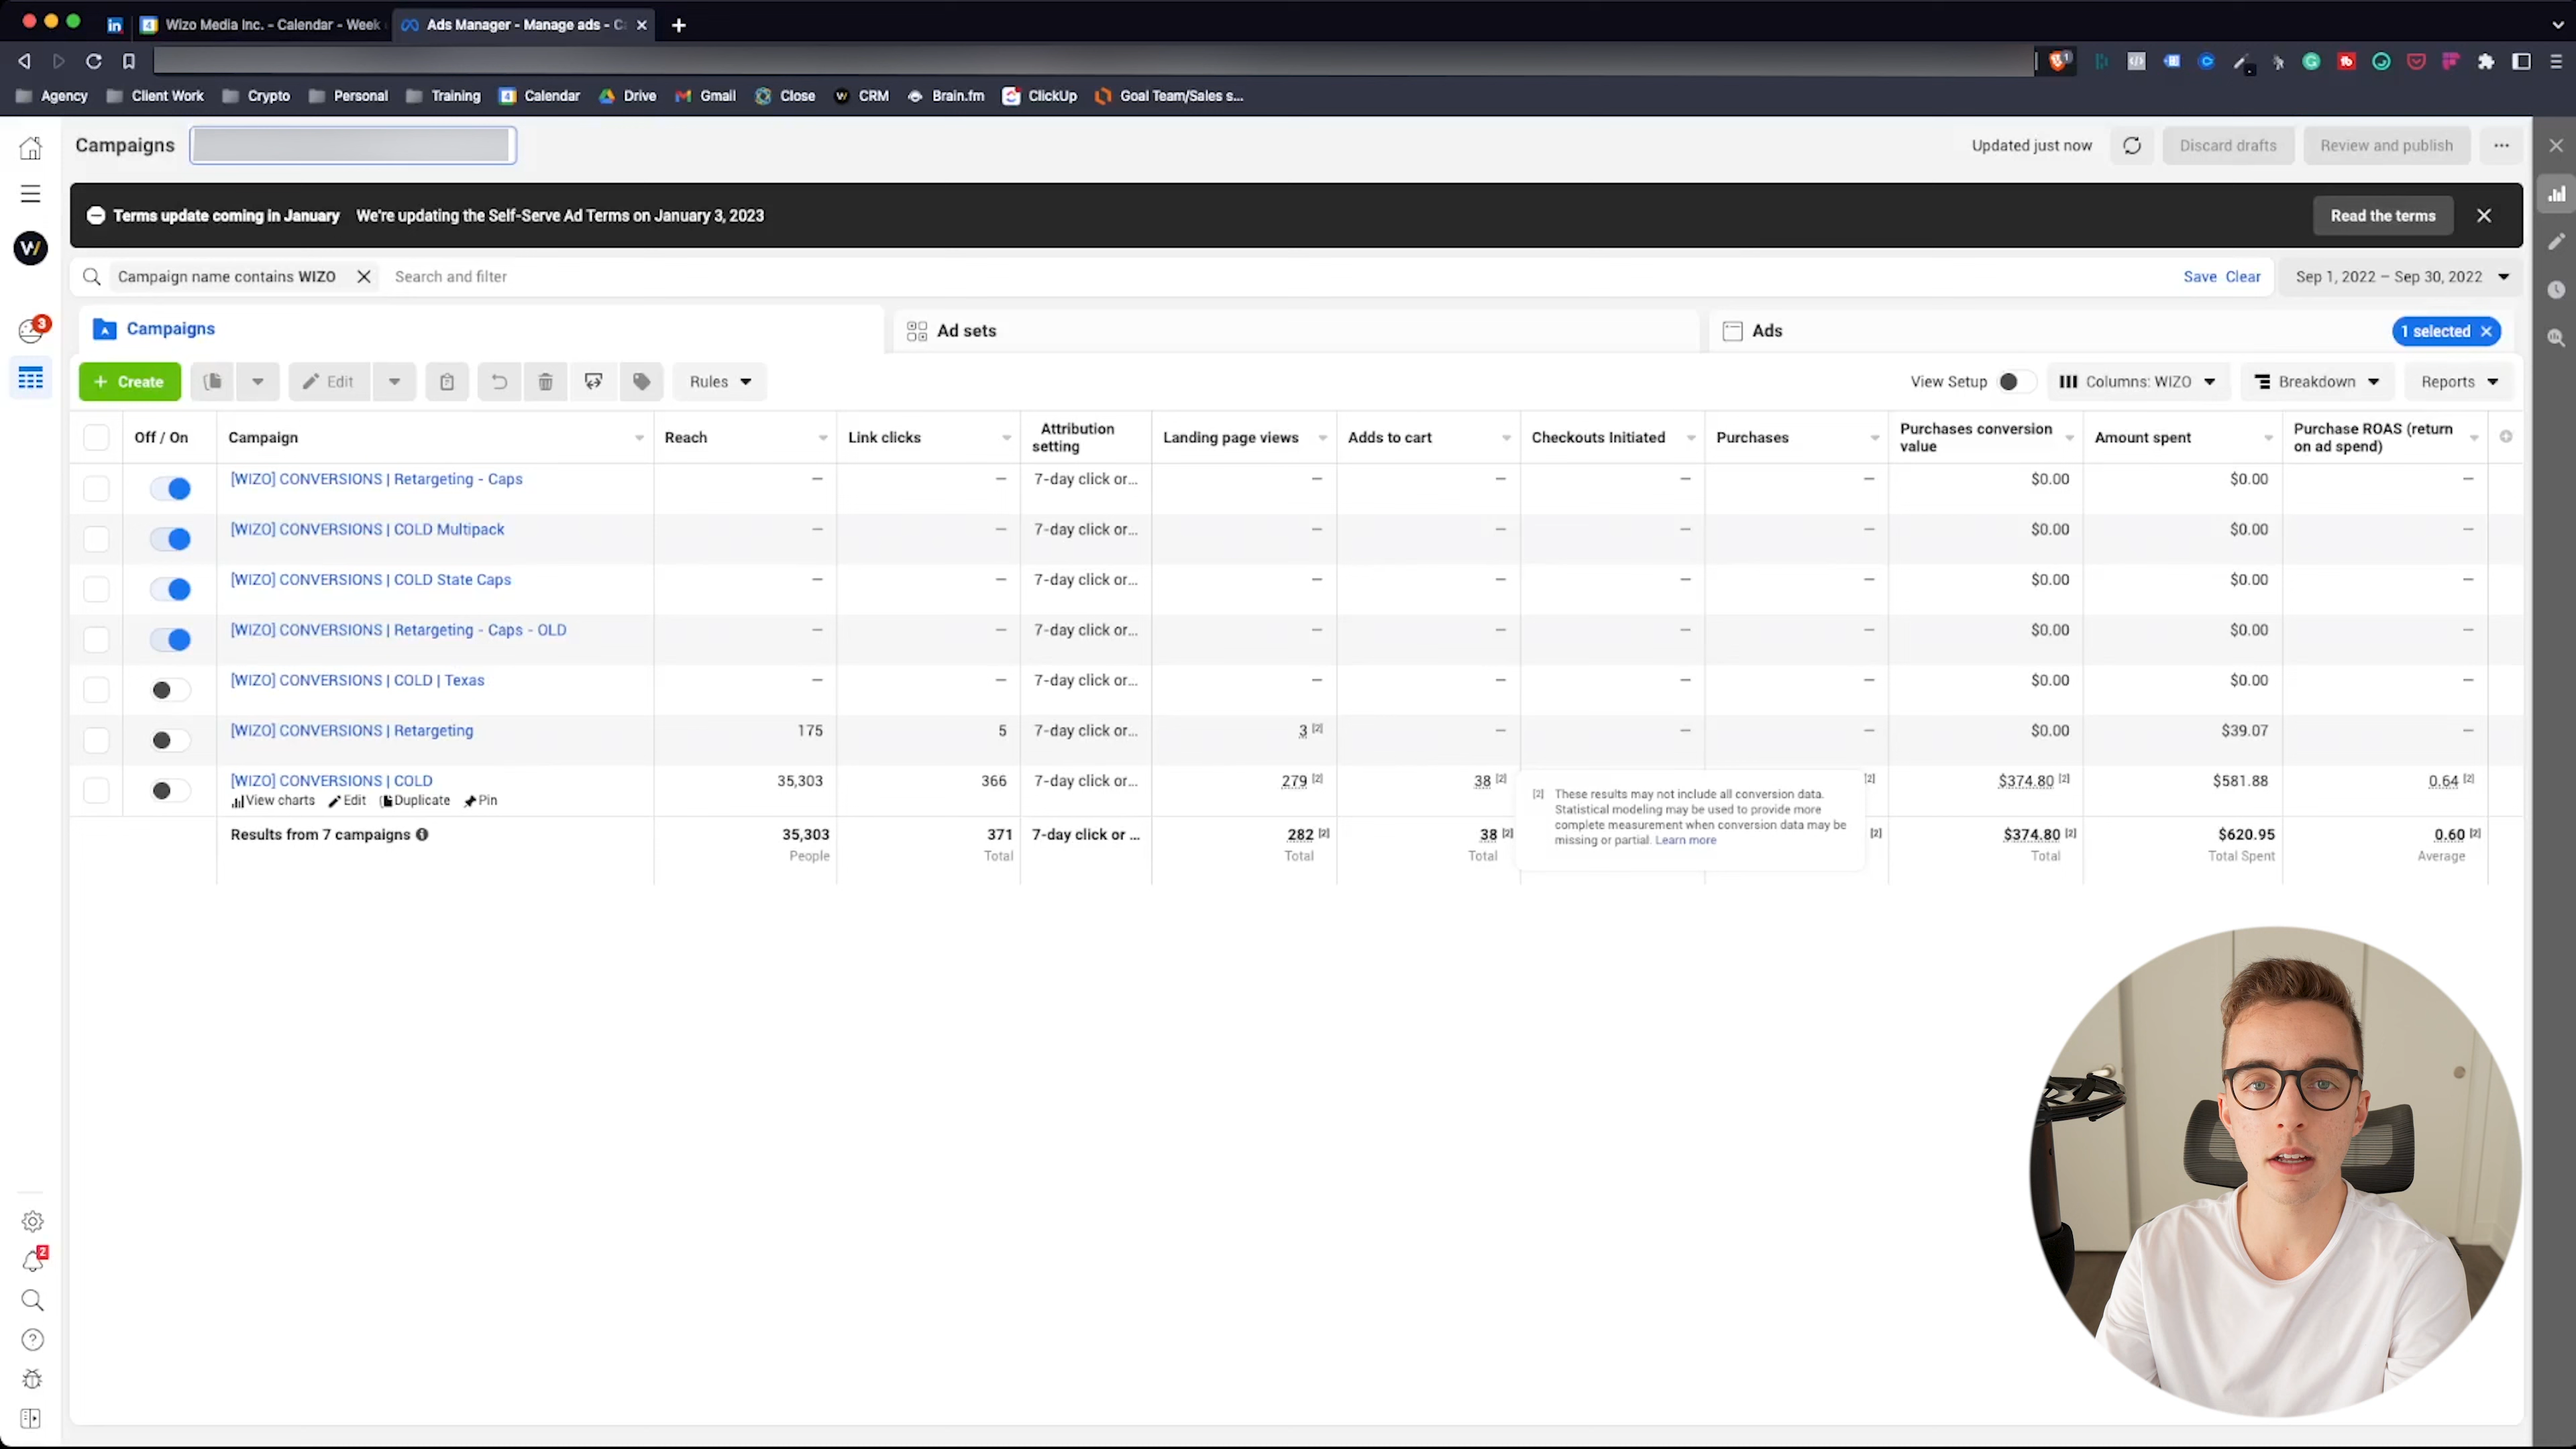 Wizo Media Inc. - Calendar - Week
Ads Manager - Manage ads - C
Agency Client Work Crypto Personal Training Calendar Drive Gmail Close CRM Brain.fm ClickUp Goal Team/Sales s...
Campaigns
Updated just now Discard drafts Review and publish
Terms update coming in January We're updating the Self-Serve Ad Terms on January 3, 2023 Read the terms
Campaign name contains WIZO Search and filter Save Clear Sep 1, 2022 – Sep 30, 2022
3
Campaigns Ad sets Ads 1 selected
+ Create Edit Rules View Setup Columns: WIZO Breakdown Reports
Off / On Campaign Reach Link clicks Attribution setting Landing page views Adds to cart Checkouts Initiated Purchases Purchases conversion value Amount spent Purchase ROAS (return on ad spend)
[WIZO] CONVERSIONS | Retargeting - Caps — — 7-day click or... — — — — $0.00 $0.00 —
[WIZO] CONVERSIONS | COLD Multipack — — 7-day click or... — — — — $0.00 $0.00 —
[WIZO] CONVERSIONS | COLD State Caps — — 7-day click or... — — — — $0.00 $0.00 —
[WIZO] CONVERSIONS | Retargeting - Caps - OLD — — 7-day click or... — — — — $0.00 $0.00 —
[WIZO] CONVERSIONS | COLD | Texas — — 7-day click or... — — — — $0.00 $0.00 —
[WIZO] CONVERSIONS | Retargeting 175 5 7-day click or... 3 [2] — — — $0.00 $39.07 —
[WIZO] CONVERSIONS | COLD 35,303 366 7-day click or... 279 [2] 38 [2] [2] $374.80 [2] $581.88 0.64 [2]
View charts Edit Duplicate Pin
[2] These results may not include all conversion data.
Statistical modeling may be used to provide more
complete measurement when conversion data may be
missing or partial. Learn more
Results from 7 campaigns 35,303 371 7-day click or ... 282 [2] 38 [2] [2] $374.80 [2] $620.95 0.60 [2]
People Total Total Total Total Total Spent Average
2